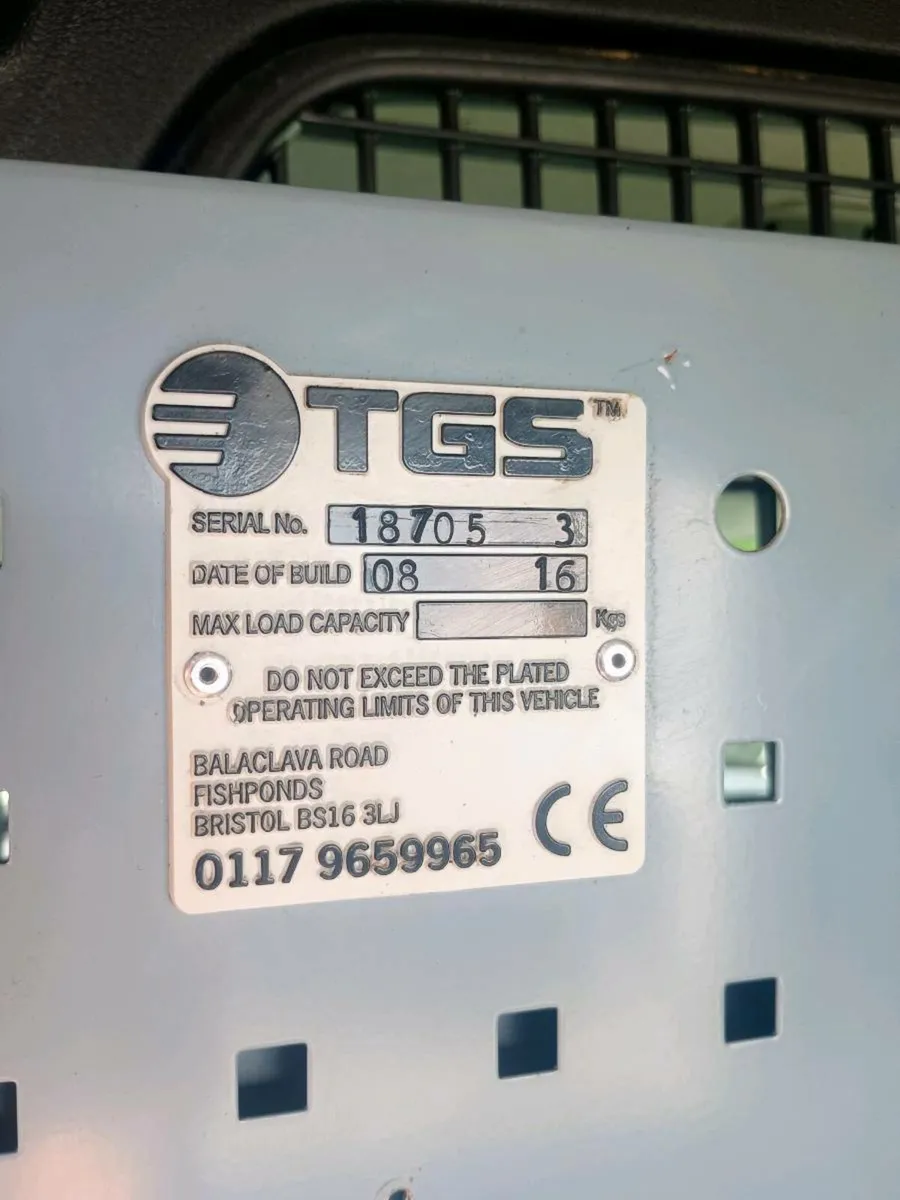 TGS™
SERIAL No. 18705 3
DATE OF BUILD 08 16
MAX LOAD CAPACITY Kgs
DO NOT EXCEED THE PLATED
OPERATING LIMITS OF THIS VEHICLE
BALACLAVA ROAD
FISHPONDS
BRISTOL BS16 3LJ
0117 9659965
CE